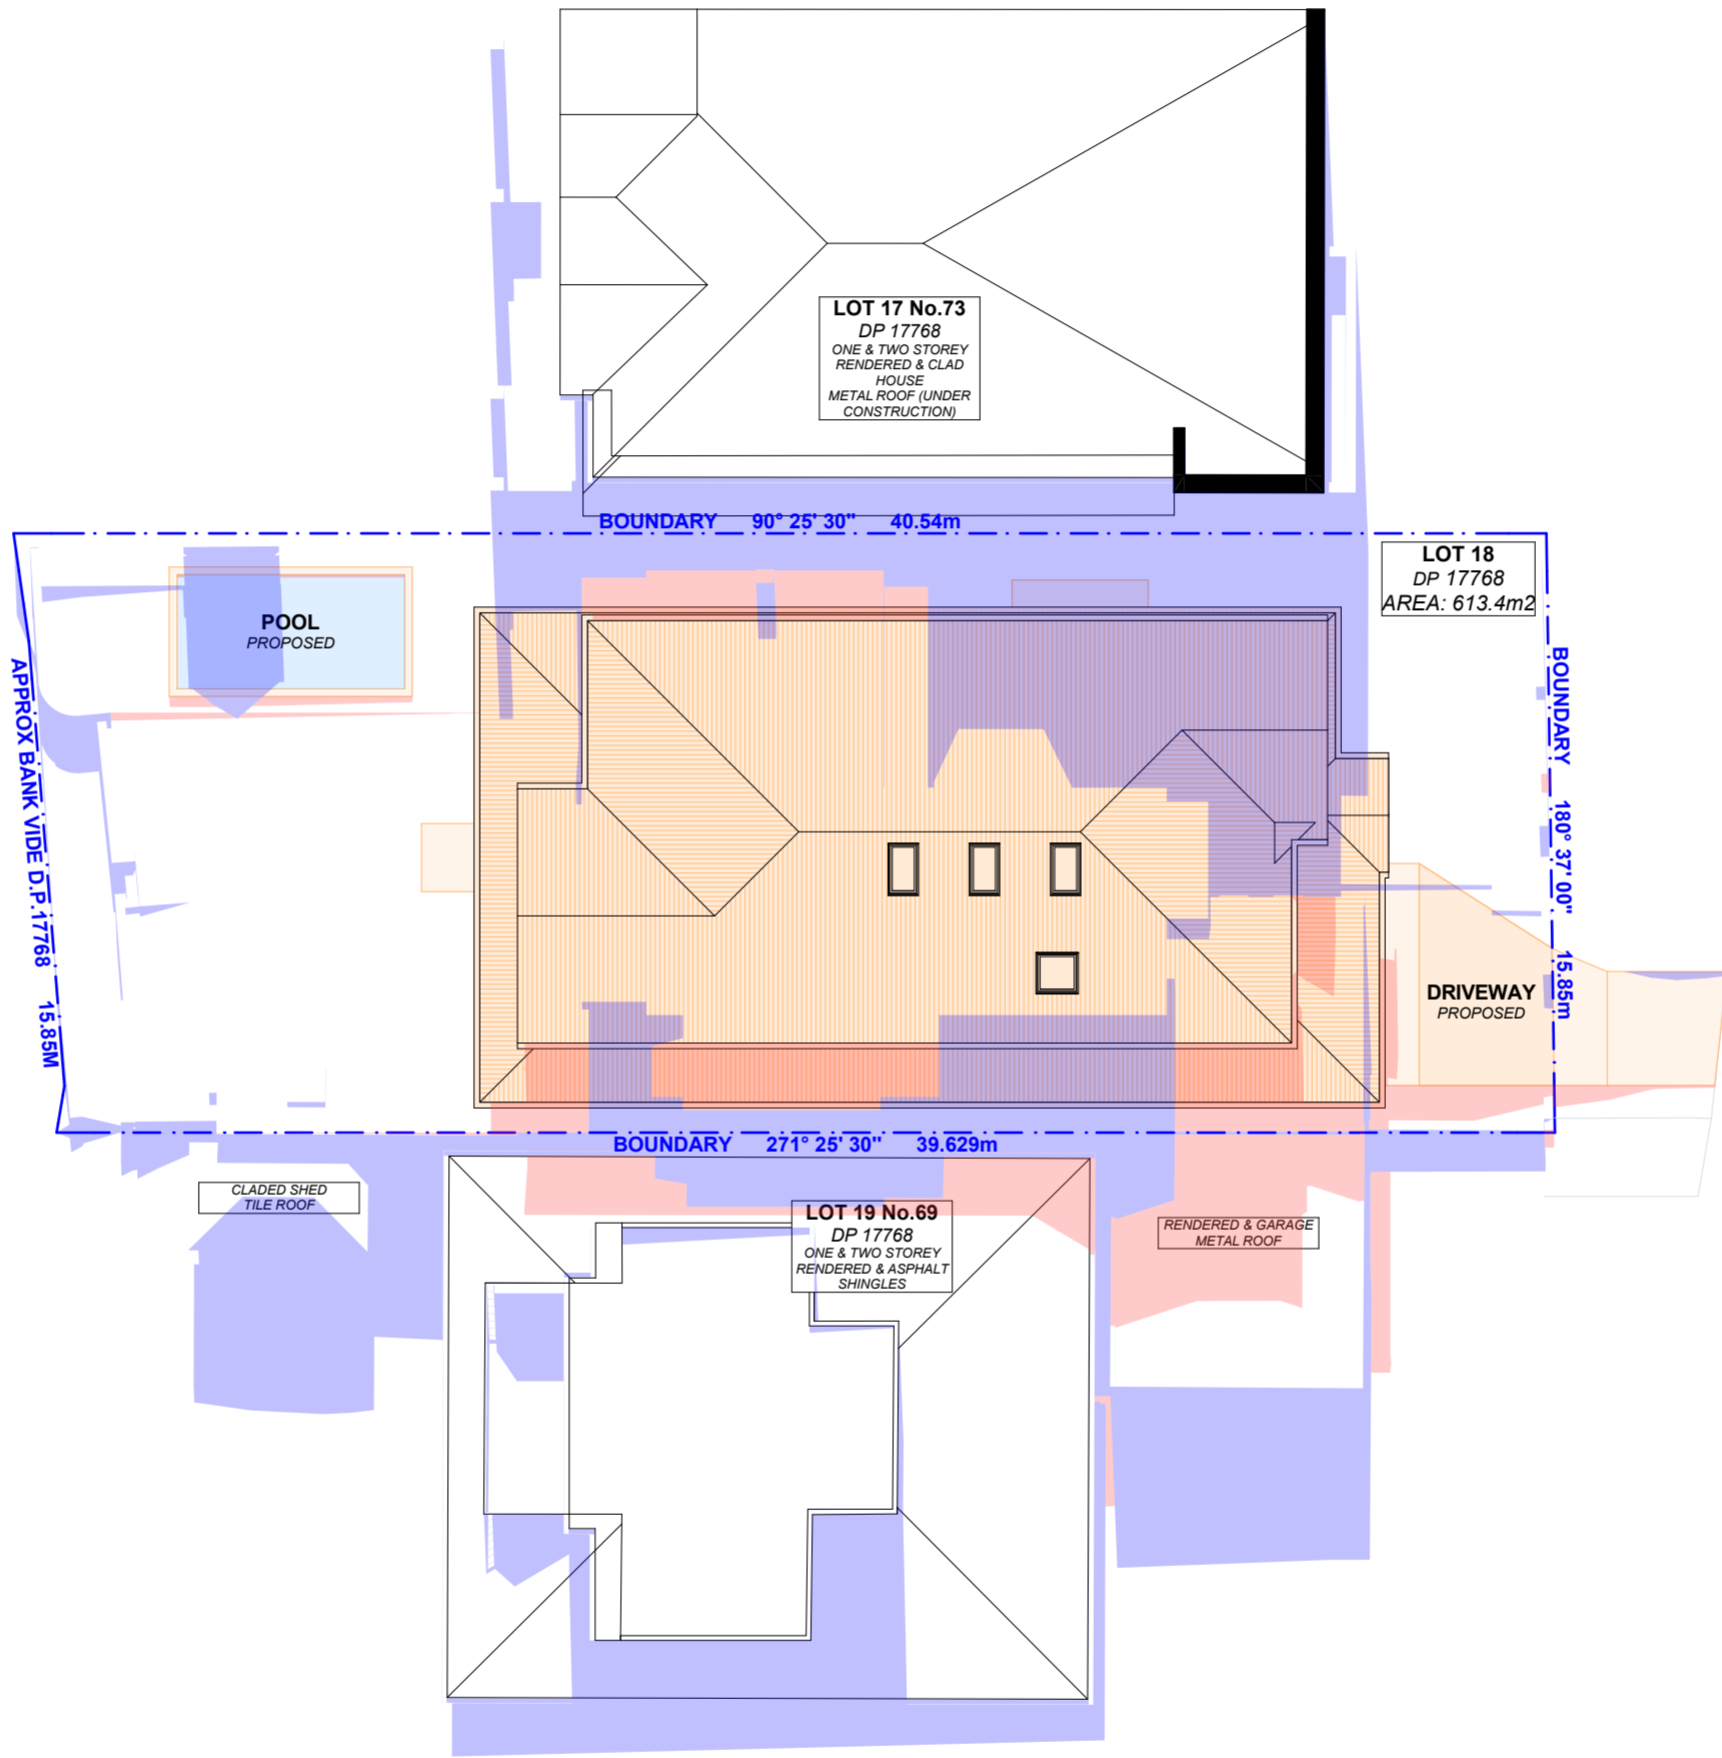 LOT 17 No.73
DP 17768
ONE & TWO STOREY
RENDERED & CLAD
HOUSE
METAL ROOF (UNDER
CONSTRUCTION)
BOUNDARY 90° 25' 30" 40.54m
LOT 18
DP 17768
AREA: 613.4m2
POOL
PROPOSED
APPROX BANK VIDE D.P.17768 15.85M
BOUNDARY 180° 37' 00" 15.85m
DRIVEWAY
PROPOSED
BOUNDARY 271° 25' 30" 39.629m
CLADED SHED
TILE ROOF
LOT 19 No.69
DP 17768
ONE & TWO STOREY
RENDERED & ASPHALT
SHINGLES
RENDERED & GARAGE
METAL ROOF